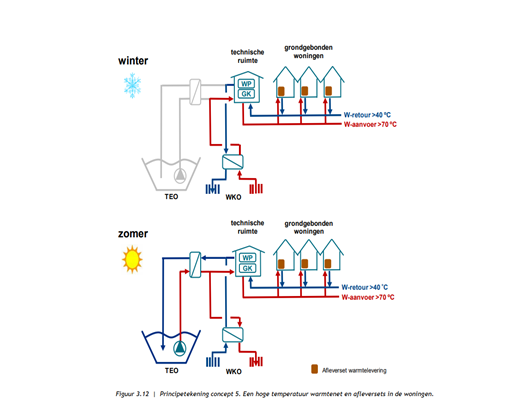 winter
technische
ruimte
grondgebonden
woningen
WP
GK
W-retour >40 °C
W-aanvoer >70 °C
TEO
WKO
zomer
technische
ruimte
grondgebonden
woningen
WP
GK
W-retour >40 °C
W-aanvoer >70 °C
TEO
WKO
Afleverset warmtelevering
Figuur 3.12 | Principetekening concept 5. Een hoge temperatuur warmtenet en afleversets in de woningen.